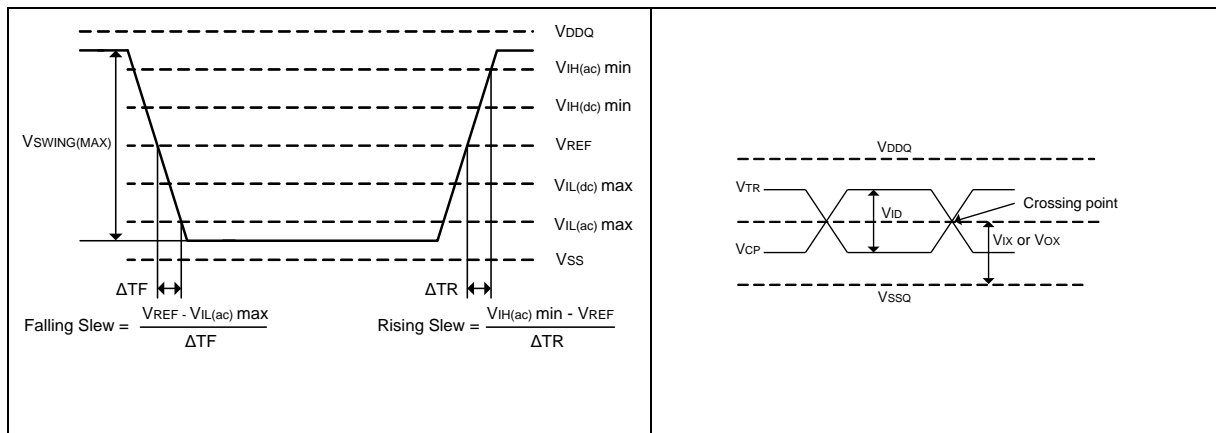 VDDQ
VIH(ac) min
VIH(dc) min
VSWING(MAX)
VREF
VIL(dc) max
VIL(ac) max
VSS
ΔTF
ΔTR
Falling Slew = VREF - VIL(ac) max
ΔTF
Rising Slew = VIH(ac) min - VREF
ΔTR
VDDQ
VTR
VID
Crossing point
VCP
VIX or VOX
VSSQ